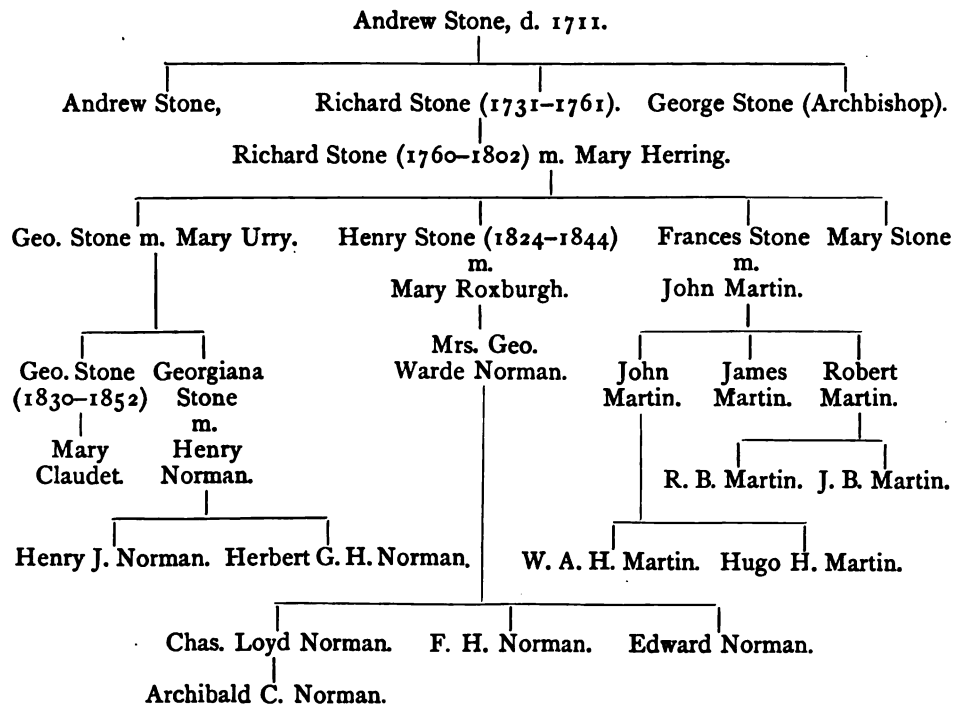 Andrew Stone, d. 1711.
Andrew Stone, Richard Stone (1731–1761). George Stone (Archbishop).
Richard Stone (1760–1802) m. Mary Herring.
Geo. Stone m. Mary Urry. Henry Stone (1824–1844) m. Mary Roxburgh. Frances Stone m. John Martin. Mary Stone
Geo. Stone (1830–1852)
Georgiana Stone m. Henry Norman.
Mrs. Geo. Warde Norman.
John Martin.
James Martin.
Robert Martin.
Mary Claudet.
R. B. Martin. J. B. Martin.
Henry J. Norman. Herbert G. H. Norman.
W. A. H. Martin. Hugo H. Martin.
Chas. Loyd Norman. F. H. Norman. Edward Norman.
Archibald C. Norman.